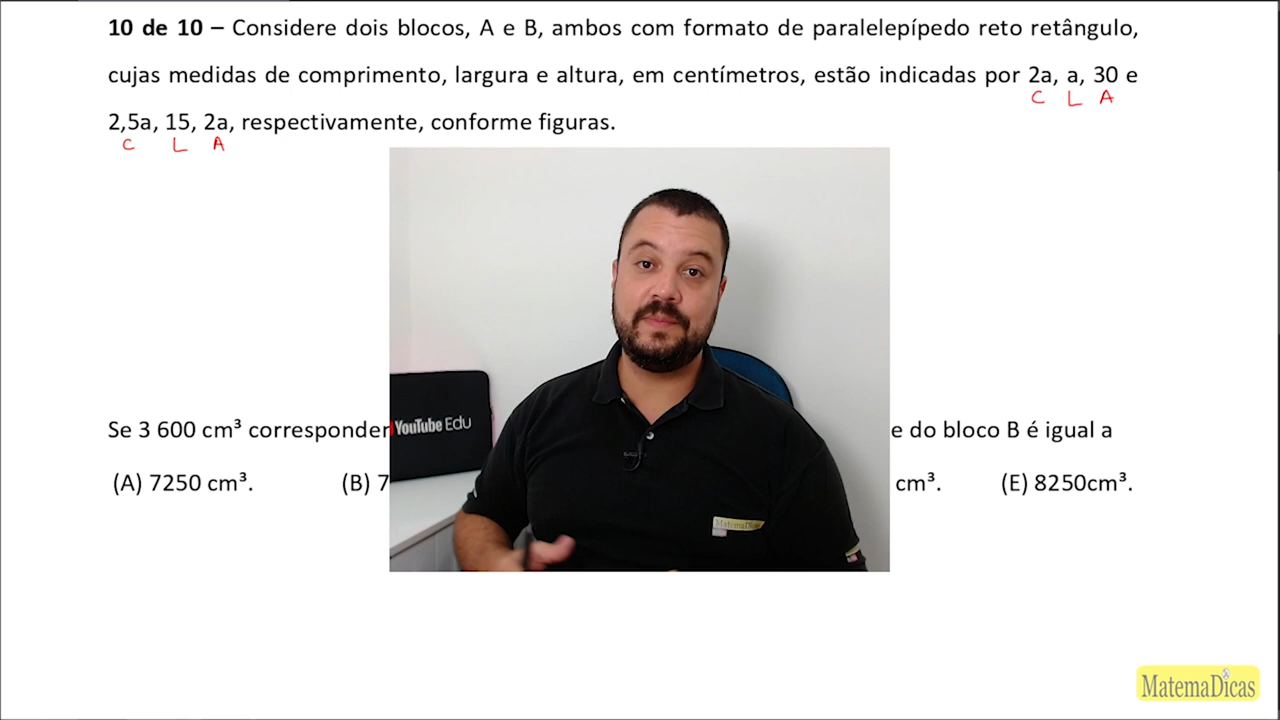 10 de 10 – Considere dois blocos, A e B, ambos com formato de paralelepípedo reto retângulo,
cujas medidas de comprimento, largura e altura, em centímetros, estão indicadas por 2a, a, 30 e
C L A
2,5a, 15, 2a, respectivamente, conforme figuras.
C L A
YouTube Edu
Se 3 600 cm³ corresponder e do bloco B é igual a
(A) 7250 cm³. (B) 7 cm³. (E) 8250cm³.
MatemaDicas
MatemaDicas